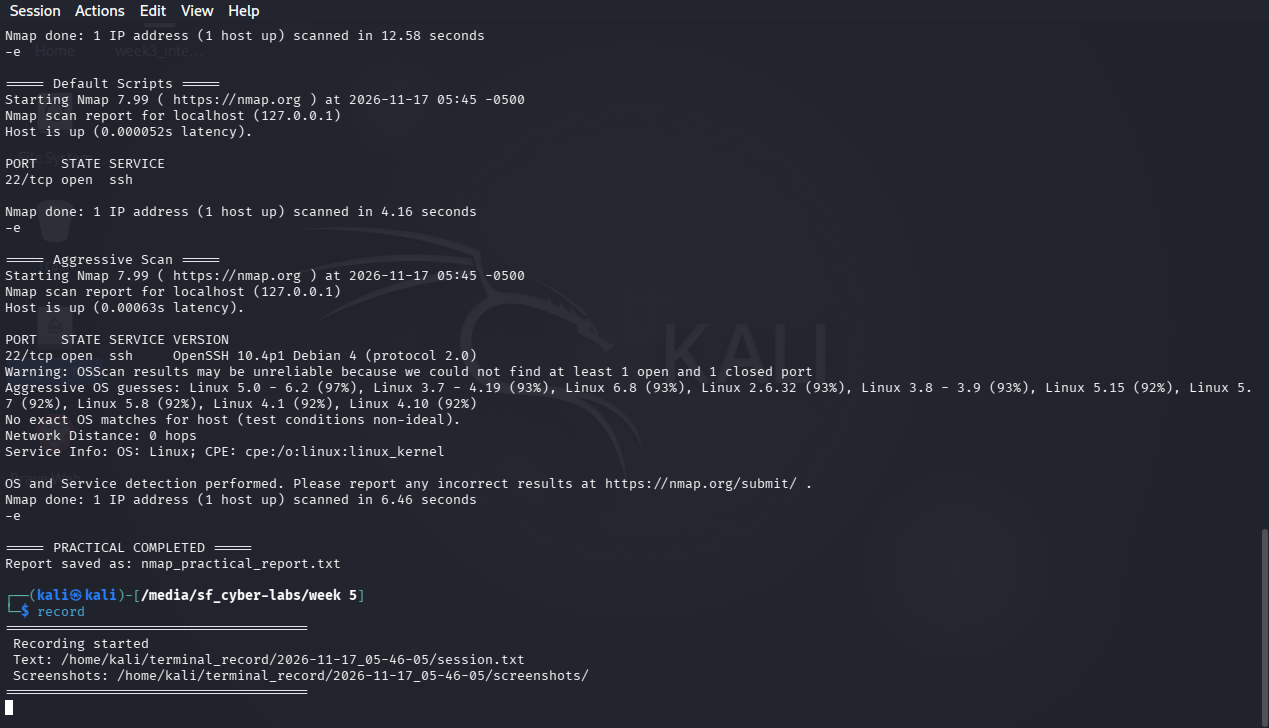 Session Actions Edit View Help
Nmap done: 1 IP address (1 host up) scanned in 12.58 seconds
-e
Home week3_inte...
===== Default Scripts =====
Starting Nmap 7.99 ( https://nmap.org ) at 2026-11-17 05:45 -0500
Nmap scan report for localhost (127.0.0.1)
Host is up (0.000052s latency).
PORT STATE SERVICE
22/tcp open ssh
Nmap done: 1 IP address (1 host up) scanned in 4.16 seconds
-e
===== Aggressive Scan =====
Starting Nmap 7.99 ( https://nmap.org ) at 2026-11-17 05:45 -0500
Nmap scan report for localhost (127.0.0.1)
Host is up (0.00063s latency).
PORT STATE SERVICE VERSION
22/tcp open ssh OpenSSH 10.4p1 Debian 4 (protocol 2.0)
Warning: OSScan results may be unreliable because we could not find at least 1 open and 1 closed port
Aggressive OS guesses: Linux 5.0 - 6.2 (97%), Linux 3.7 - 4.19 (93%), Linux 6.8 (93%), Linux 2.6.32 (93%), Linux 3.8 - 3.9 (93%), Linux 5.15 (92%), Linux 5.
7 (92%), Linux 5.8 (92%), Linux 4.1 (92%), Linux 4.10 (92%)
No exact OS matches for host (test conditions non-ideal).
Network Distance: 0 hops
Service Info: OS: Linux; CPE: cpe:/o:linux:linux_kernel
OS and Service detection performed. Please report any incorrect results at https://nmap.org/submit/ .
Nmap done: 1 IP address (1 host up) scanned in 6.46 seconds
-e
===== PRACTICAL COMPLETED =====
Report saved as: nmap_practical_report.txt
┌──(kali㉿kali)-[/media/sf_cyber-labs/week 5]
└─$ record
======================================
Recording started
Text: /home/kali/terminal_record/2026-11-17_05-46-05/session.txt
Screenshots: /home/kali/terminal_record/2026-11-17_05-46-05/screenshots/
======================================
KALI